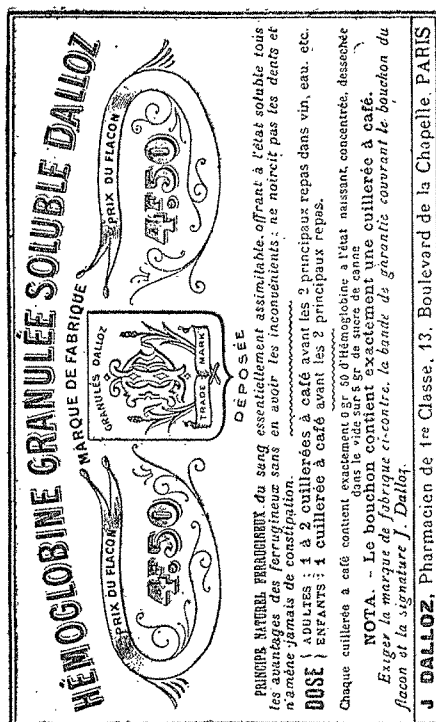 HÉMOGLOBINE GRANULÉE SOLUBLE DALLOZ
MARQUE DE FABRIQUE
PRIX DU FLACON
4f.50
GRANULÉS DALLOZ
TRADE MARK
DÉPOSÉE
PRIX DU FLACON
4f.50
PRINCIPE NATUREL FERRUGINEUX du sang essentiellement assimilable, offrant à l'état soluble tous
les avantages des ferrugineux sans en avoir les inconvénients : ne noircit pas les dents et
n'amène jamais de constipation.
DOSE { ADULTES : 1 à 2 cuillerées à café avant les 2 principaux repas dans vin, eau. etc.
ENFANTS : 1 cuillerée à café avant les 2 principaux repas.
Chaque cuillerée à café contient exactement 0 gr 50 d'Hémoglobine a l'état naissant, concentrée, dessechée
dans le vide sur 5 gr de sucre de canne
NOTA. - Le bouchon contient exactement une cuillerée à café.
Exiger la marque de fabrique ci-contre, la bande de garantie couvrant le bouchon du
flacon et la signature J. Dalloz.
J DALLOZ, Pharmacien de 1re Classe, 13, Boulevard de la Chapelle, PARIS